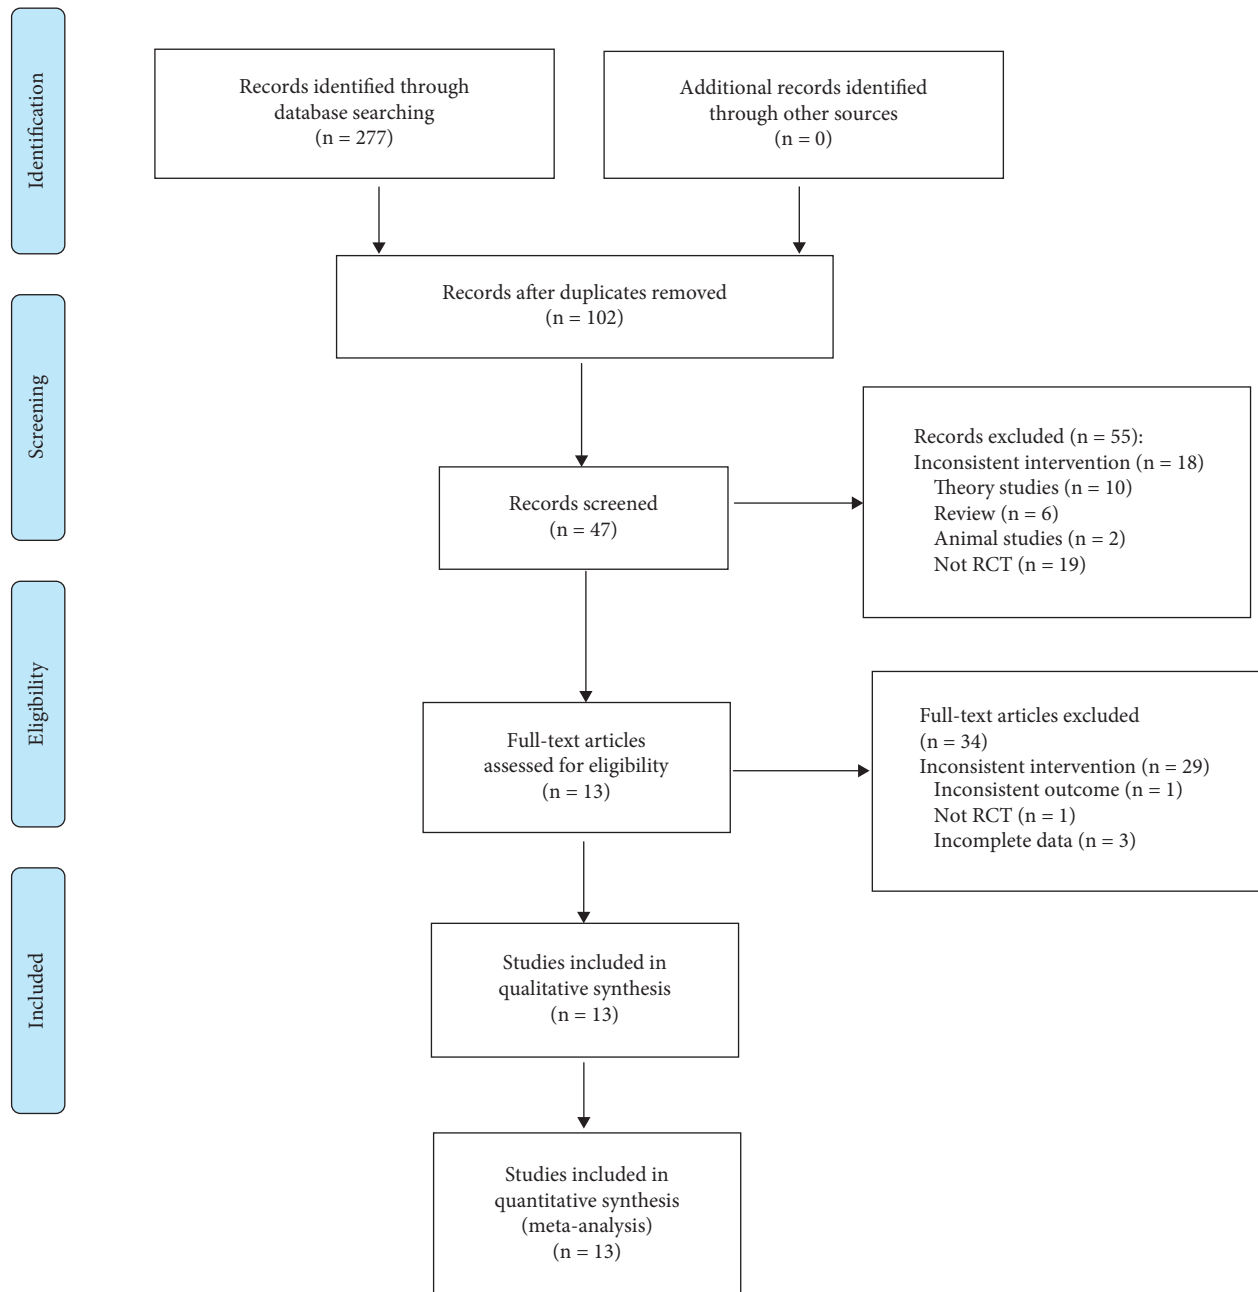 Identification
Records identified through
database searching
(n = 277)
Additional records identified
through other sources
(n = 0)
Records after duplicates removed
(n = 102)
Screening
Records screened
(n = 47)
Records excluded (n = 55):
Inconsistent intervention (n = 18)
Theory studies (n = 10)
Review (n = 6)
Animal studies (n = 2)
Not RCT (n = 19)
Eligibility
Full-text articles
assessed for eligibility
(n = 13)
Full-text articles excluded
(n = 34)
Inconsistent intervention (n = 29)
Inconsistent outcome (n = 1)
Not RCT (n = 1)
Incomplete data (n = 3)
Included
Studies included in
qualitative synthesis
(n = 13)
Studies included in
quantitative synthesis
(meta-analysis)
(n = 13)